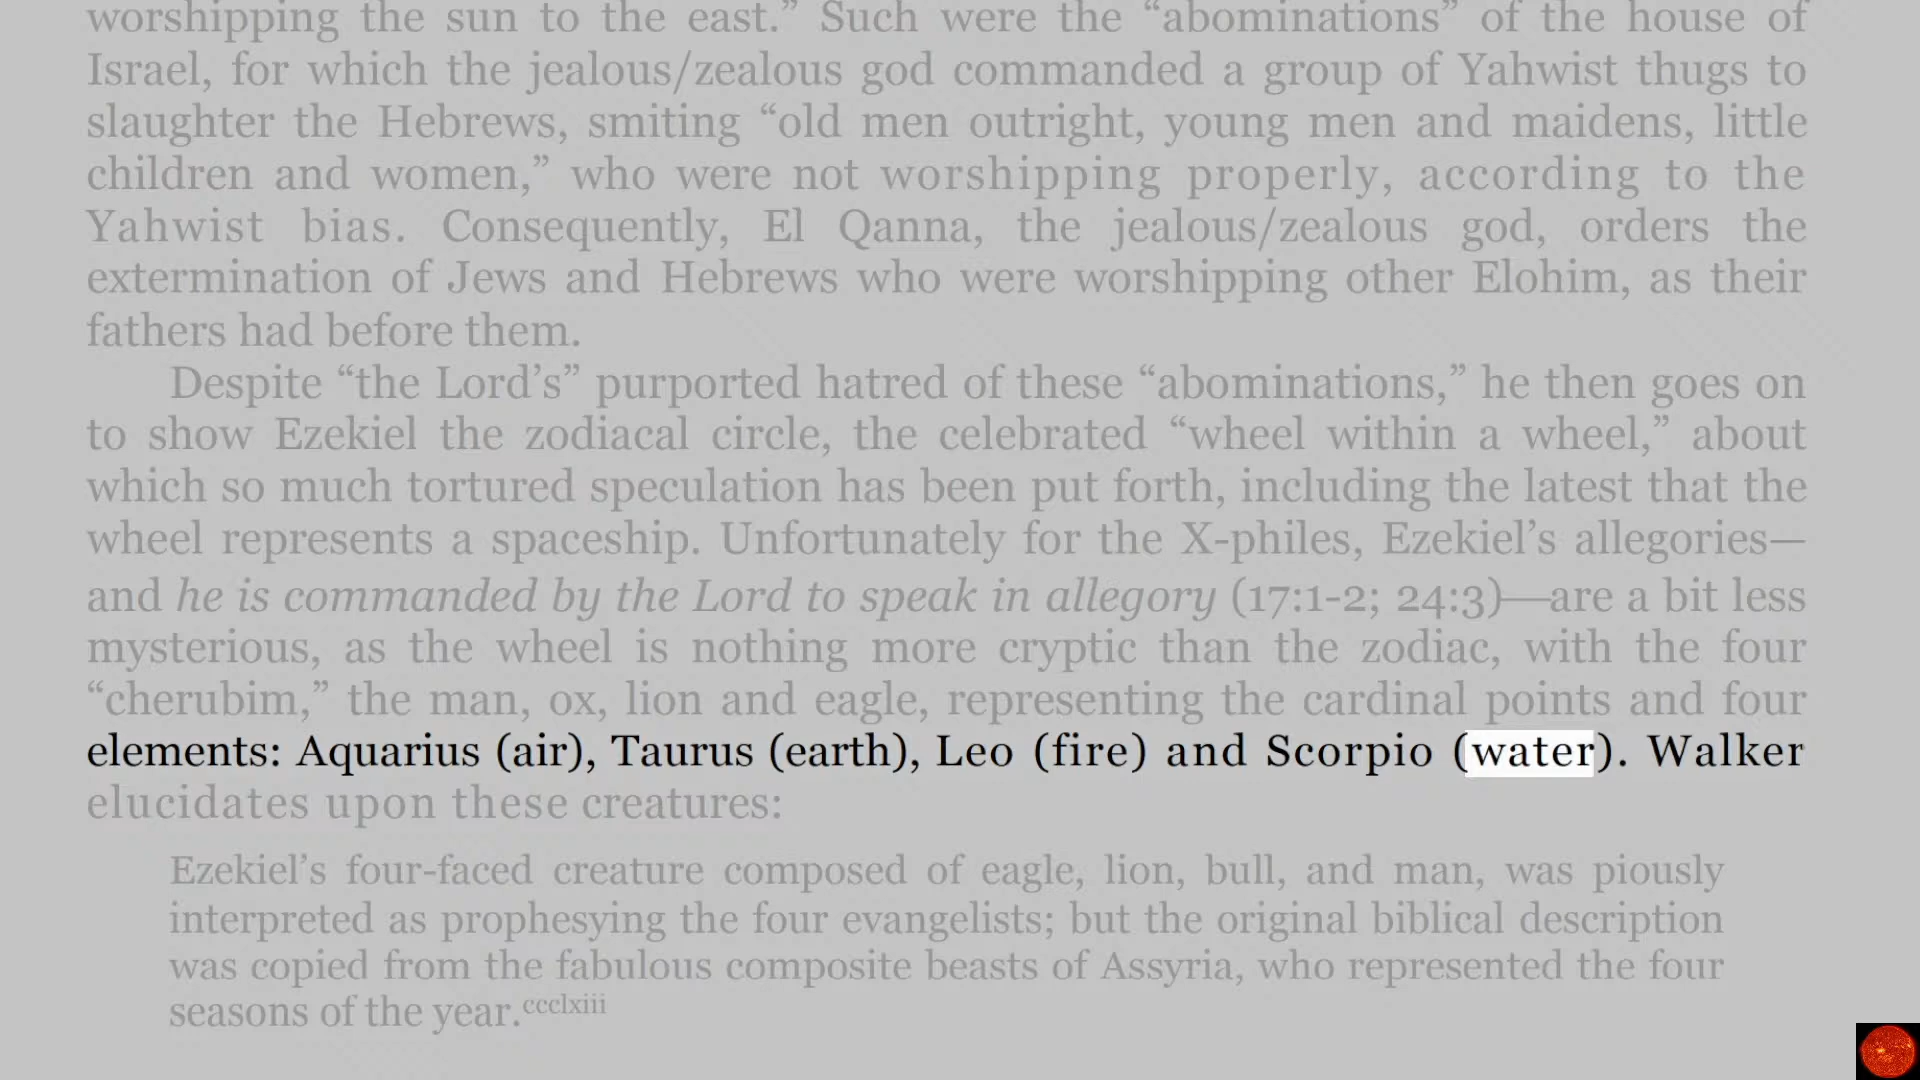 worshipping the sun to the east.” Such were the “abominations” of the house of
Israel, for which the jealous/zealous god commanded a group of Yahwist thugs to
slaughter the Hebrews, smiting “old men outright, young men and maidens, little
children and women,” who were not worshipping properly, according to the
Yahwist bias. Consequently, El Qanna, the jealous/zealous god, orders the
extermination of Jews and Hebrews who were worshipping other Elohim, as their
fathers had before them.
Despite “the Lord’s” purported hatred of these “abominations,” he then goes on
to show Ezekiel the zodiacal circle, the celebrated “wheel within a wheel,” about
which so much tortured speculation has been put forth, including the latest that the
wheel represents a spaceship. Unfortunately for the X-philes, Ezekiel’s allegories—
and he is commanded by the Lord to speak in allegory (17:1-2; 24:3)—are a bit less
mysterious, as the wheel is nothing more cryptic than the zodiac, with the four
“cherubim,” the man, ox, lion and eagle, representing the cardinal points and four
elements: Aquarius (air), Taurus (earth), Leo (fire) and Scorpio (water). Walker
elucidates upon these creatures:
Ezekiel’s four-faced creature composed of eagle, lion, bull, and man, was piously
interpreted as prophesying the four evangelists; but the original biblical description
was copied from the fabulous composite beasts of Assyria, who represented the four
seasons of the year.ccclxiii